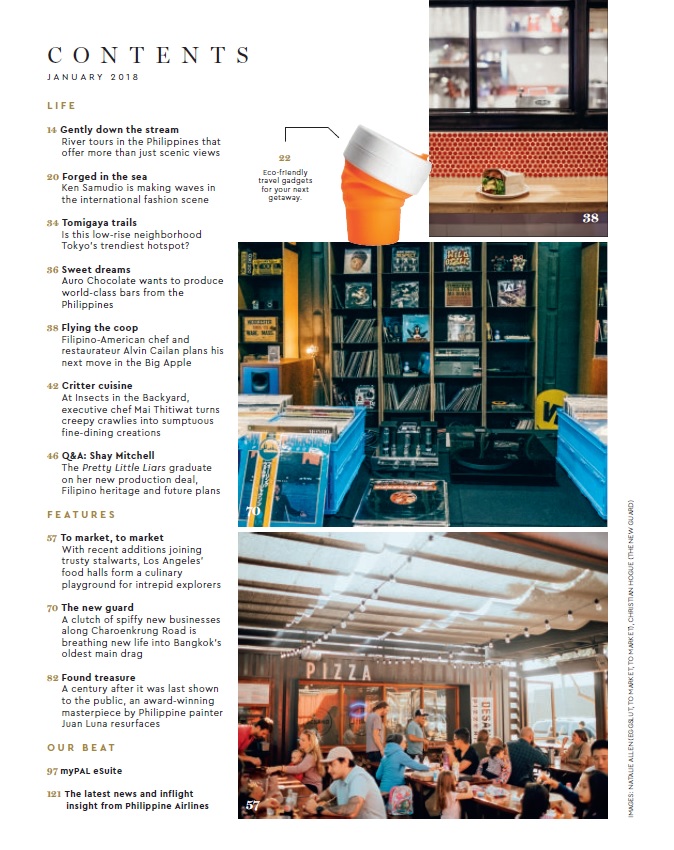 CONTENTS
JANUARY 2018
LIFE
14 Gently down the stream
River tours in the Philippines that
offer more than just scenic views
20 Forged in the sea
Ken Samudio is making waves in
the international fashion scene
34 Tomigaya trails
Is this low-rise neighborhood
Tokyo's trendiest hotspot?
36 Sweet dreams
Auro Chocolate wants to produce
world-class bars from the
Philippines
38 Flying the coop
Filipino-American chef and
restaurateur Alvin Cailan plans his
next move in the Big Apple
42 Critter cuisine
At Insects in the Backyard,
executive chef Mai Thitiwat turns
creepy crawlies into sumptuous
fine-dining creations
46 Q&A: Shay Mitchell
The Pretty Little Liars graduate
on her new production deal,
Filipino heritage and future plans
FEATURES
57 To market, to market
With recent additions joining
trusty stalwarts, Los Angeles'
food halls form a culinary
playground for intrepid explorers
70 The new guard
A clutch of spiffy new businesses
along Charoenkrung Road is
breathing new life into Bangkok's
oldest main drag
82 Found treasure
A century after it was last shown
to the public, an award-winning
masterpiece by Philippine painter
Juan Luna resurfaces
OUR BEAT
97 myPAL eSuite
121 The latest news and inflight
insight from Philippine Airlines
22
Eco-friendly
travel gadgets
for your next
getaway.
38
70
PIZZA
57
IMAGES: NATALIE ALLEN (EGGSLUT, TO MARKET, TO MARKET), CHRISTIAN HOGUE (THE NEW GUARD)